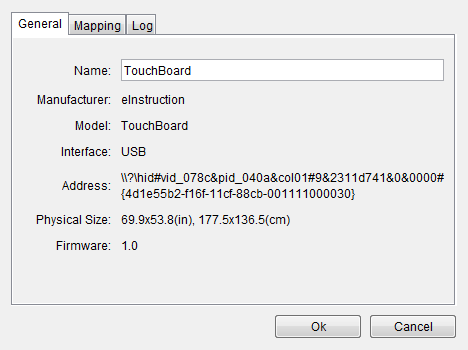 General Mapping Log
Name: TouchBoard
Manufacturer: eInstruction
Model: TouchBoard
Interface: USB
Address: \\?\hid#vid_078c&pid_040a&col01#9&2311d741&0&0000#
{4d1e55b2-f16f-11cf-88cb-001111000030}
Physical Size: 69.9x53.8(in), 177.5x136.5(cm)
Firmware: 1.0
Ok Cancel